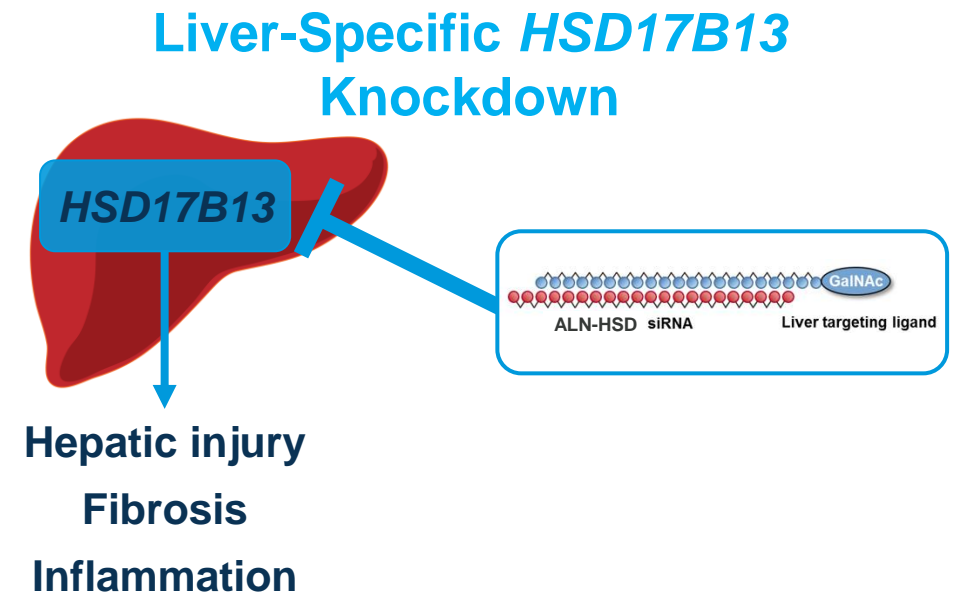 Liver-Specific HSD17B13
Knockdown
HSD17B13
GalNAc
ALN-HSD siRNA
Liver targeting ligand
Hepatic injury
Fibrosis
Inflammation